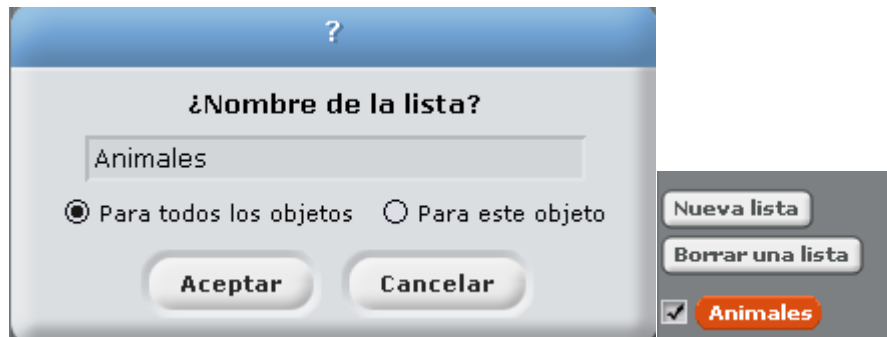 ?
¿Nombre de la lista?
Animales
Para todos los objetos Para este objeto
Aceptar Cancelar
Nueva lista
Borrar una lista
Animales